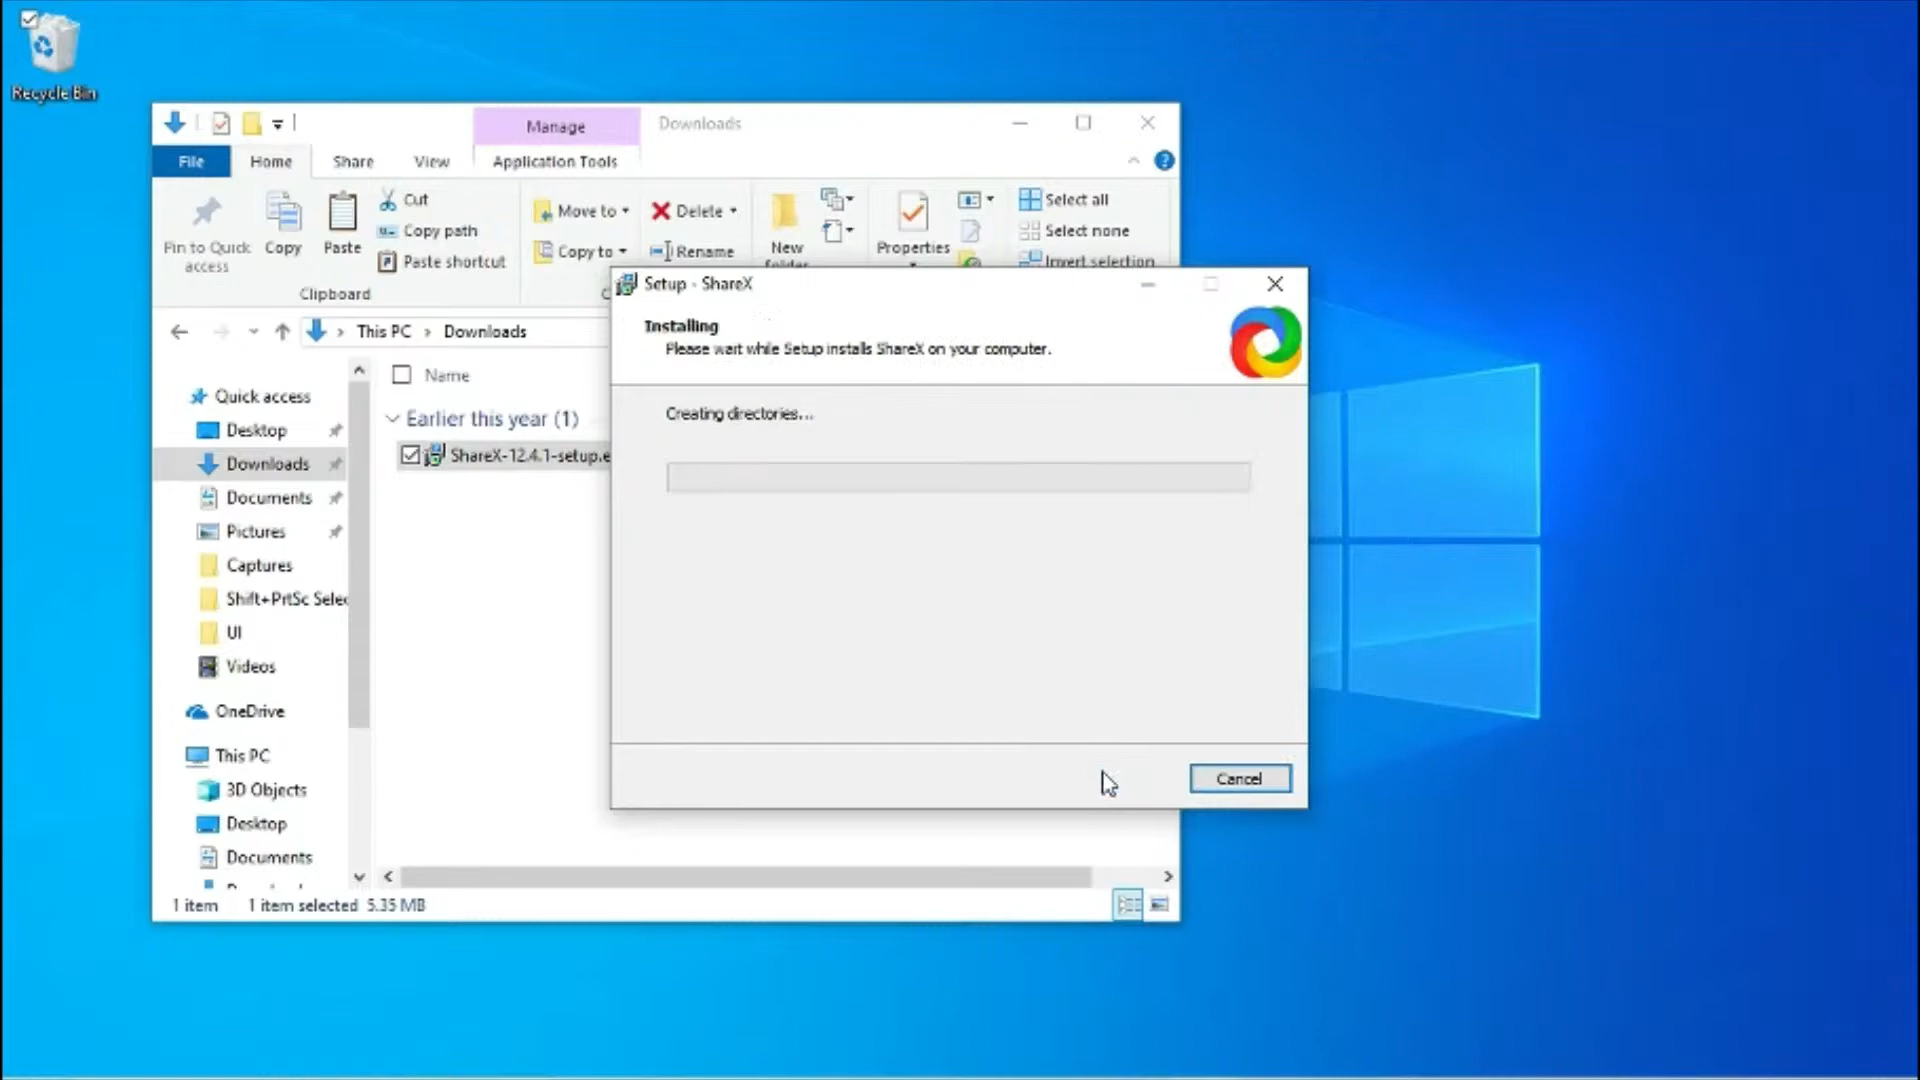 Recycle Bin
Manage
Downloads
File
Home
Share
View
Application Tools
Pin to Quick
access
Copy
Paste
Cut
Copy path
Paste shortcut
Clipboard
Move to
Copy to
Delete
Rename
New
folder
Properties
Select all
Select none
Invert selection
This PC > Downloads
Name
Earlier this year (1)
ShareX-12.4.1-setup.e
Quick access
Desktop
Downloads
Documents
Pictures
Captures
Shift+PrtSc Selec
UI
Videos
OneDrive
This PC
3D Objects
Desktop
Documents
1 item
1 item selected 5.35 MB
Setup - ShareX
Installing
Please wait while Setup installs ShareX on your computer.
Creating directories...
Cancel